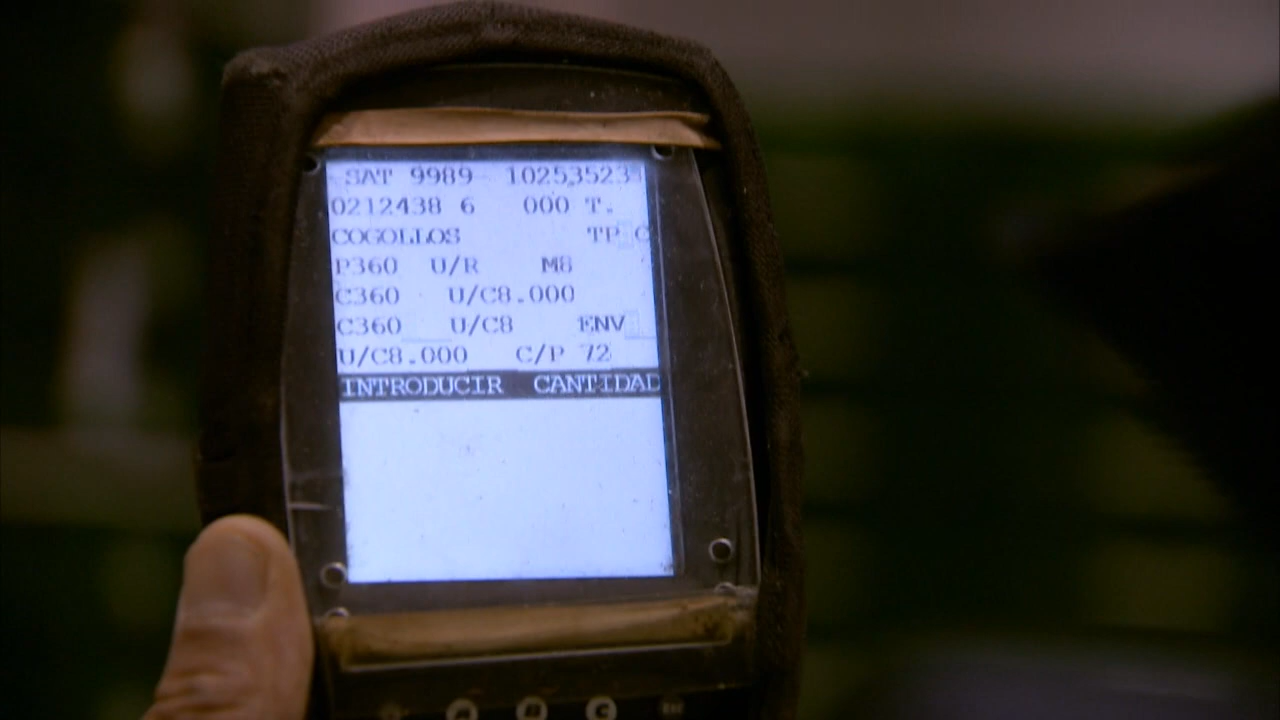 SAT 9989 10253523
0212438 6 000 T.
COGOLLOS TP C
P360 U/R M8
C360 U/C8.000
C360 U/C8 ENV
U/C8.000 C/P 72
INTRODUCIR CANTIDAD